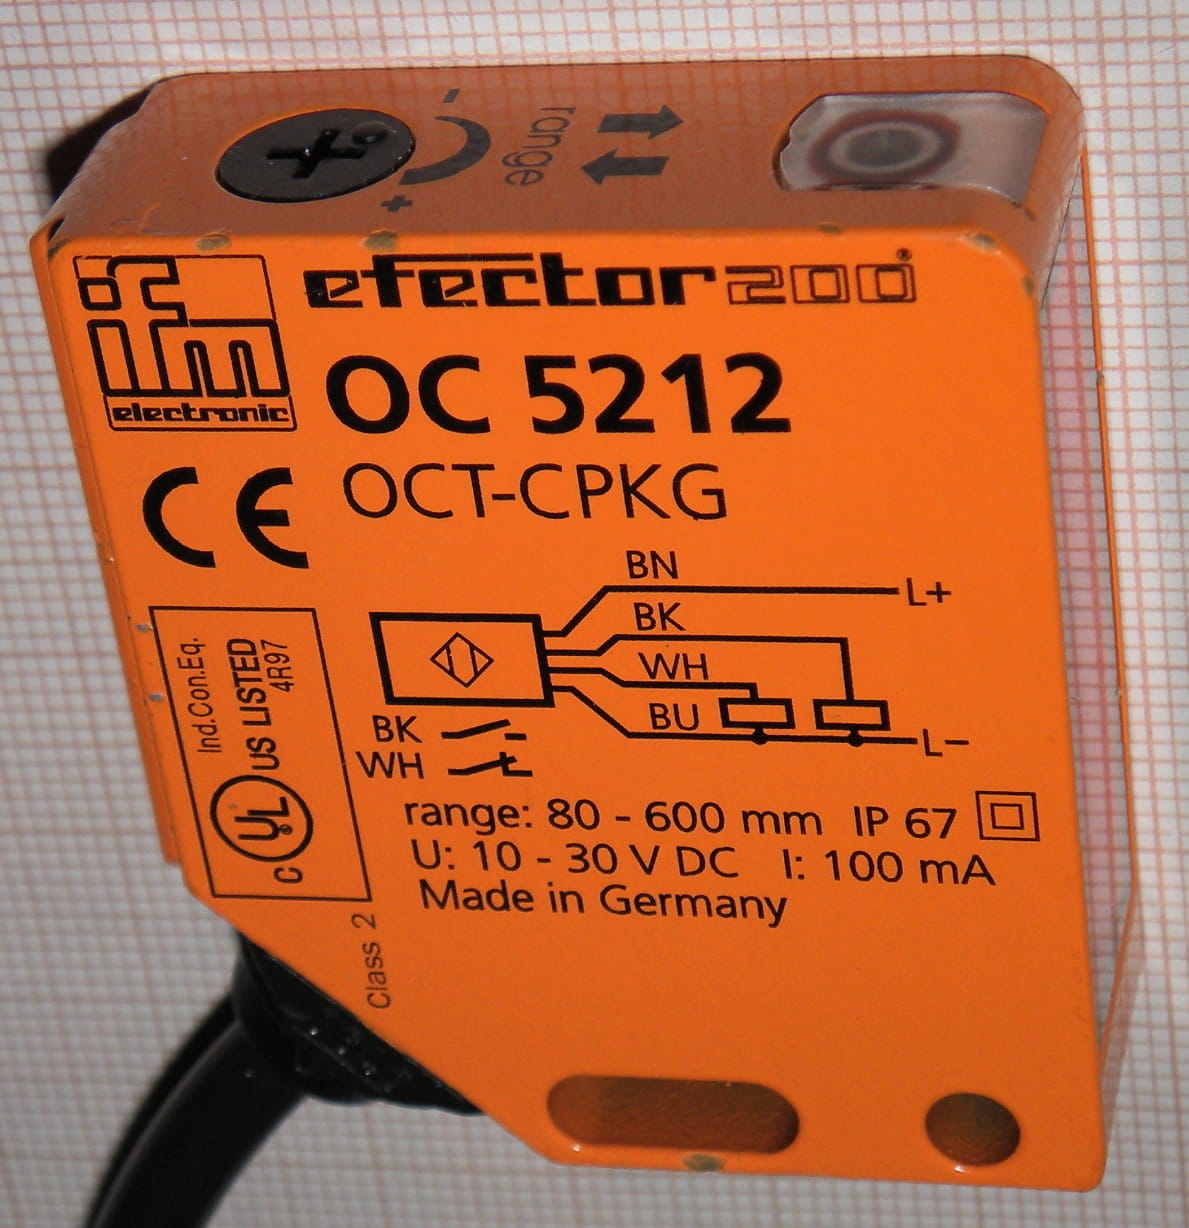 - 
range
+
ifm
electronic
efector200®
OC 5212
OCT-CPKG
CE
BN
L+
BK
WH
BU
L–
BK
WH
Ind.Con.Eq.
C UL US LISTED
4R97
Class 2
range: 80 - 600 mm IP 67
U: 10 - 30 V DC I: 100 mA
Made in Germany